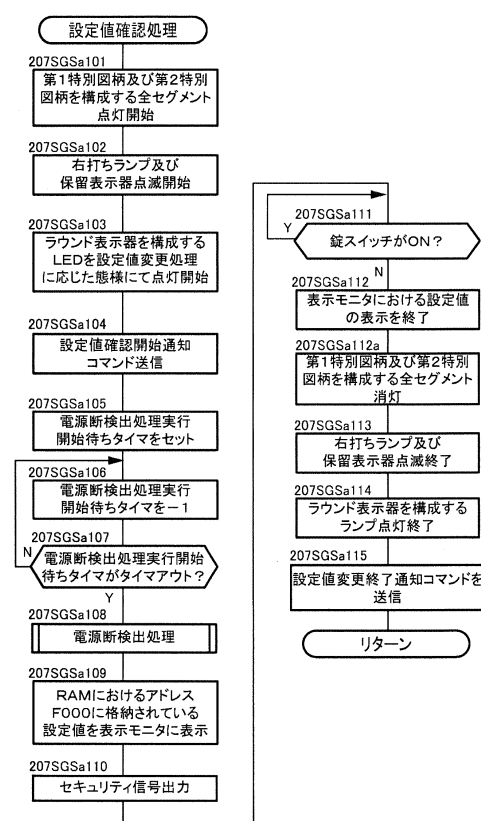 設定値確認処理
207SGSa101
第1特別図柄及び第2特別
図柄を構成する全セグメント
点灯開始
207SGSa102
右打ちランプ及び
保留表示器点滅開始
207SGSa103
ラウンド表示器を構成する
LEDを設定値変更処理
に応じた態様にて点灯開始
207SGSa104
設定値確認開始通知
コマンド送信
207SGSa105
電源断検出処理実行
開始待ちタイマをセット
207SGSa106
電源断検出処理実行
開始待ちタイマを－1
207SGSa107
電源断検出処理実行開始
待ちタイマがタイムアウト？
N
Y
207SGSa108
電源断検出処理
207SGSa109
RAMにおけるアドレス
F000に格納されている
設定値を表示モニタに表示
207SGSa110
セキュリティ信号出力
207SGSa111
Y
錠スイッチがON？
N
207SGSa112
表示モニタにおける設定値
の表示を終了
207SGSa112a
第1特別図柄及び第2特別
図柄を構成する全セグメント
消灯
207SGSa113
右打ちランプ及び
保留表示器点滅終了
207SGSa114
ラウンド表示器を構成する
ランプ点灯終了
207SGSa115
設定値変更終了通知コマンドを
送信
リターン